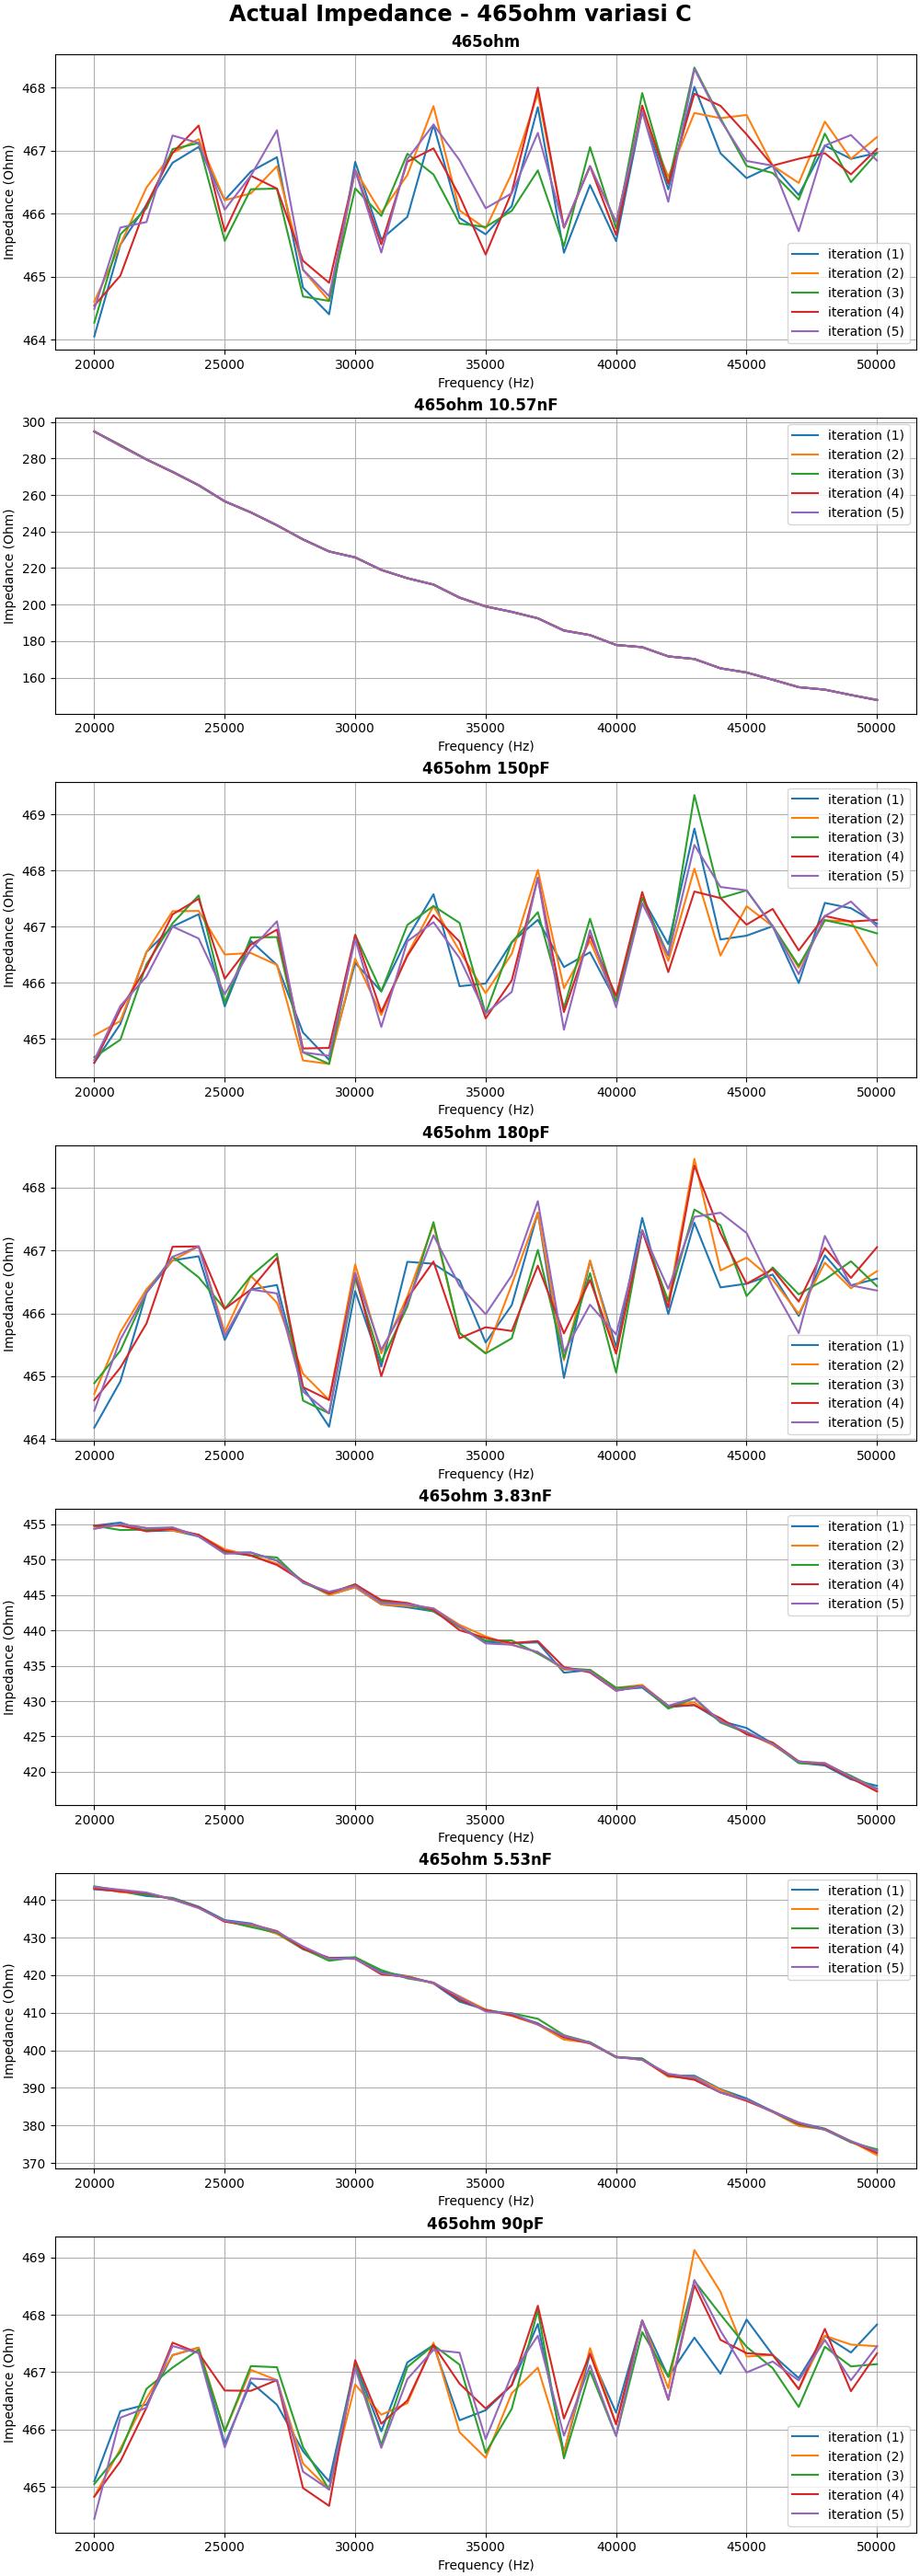 Actual Impedance - 465ohm variasi C
465ohm
Impedance (Ohm)
468
467
466
465
464
iteration (1)
iteration (2)
iteration (3)
iteration (4)
iteration (5)
20000 25000 30000 35000 40000 45000 50000
Frequency (Hz)
465ohm 10.57nF
Impedance (Ohm)
300
280
260
240
220
200
180
160
iteration (1)
iteration (2)
iteration (3)
iteration (4)
iteration (5)
20000 25000 30000 35000 40000 45000 50000
Frequency (Hz)
465ohm 150pF
Impedance (Ohm)
469
468
467
466
465
iteration (1)
iteration (2)
iteration (3)
iteration (4)
iteration (5)
20000 25000 30000 35000 40000 45000 50000
Frequency (Hz)
465ohm 180pF
Impedance (Ohm)
468
467
466
465
464
iteration (1)
iteration (2)
iteration (3)
iteration (4)
iteration (5)
20000 25000 30000 35000 40000 45000 50000
Frequency (Hz)
465ohm 3.83nF
Impedance (Ohm)
455
450
445
440
435
430
425
420
iteration (1)
iteration (2)
iteration (3)
iteration (4)
iteration (5)
20000 25000 30000 35000 40000 45000 50000
Frequency (Hz)
465ohm 5.53nF
Impedance (Ohm)
440
430
420
410
400
390
380
370
iteration (1)
iteration (2)
iteration (3)
iteration (4)
iteration (5)
20000 25000 30000 35000 40000 45000 50000
Frequency (Hz)
465ohm 90pF
Impedance (Ohm)
469
468
467
466
465
iteration (1)
iteration (2)
iteration (3)
iteration (4)
iteration (5)
20000 25000 30000 35000 40000 45000 50000
Frequency (Hz)